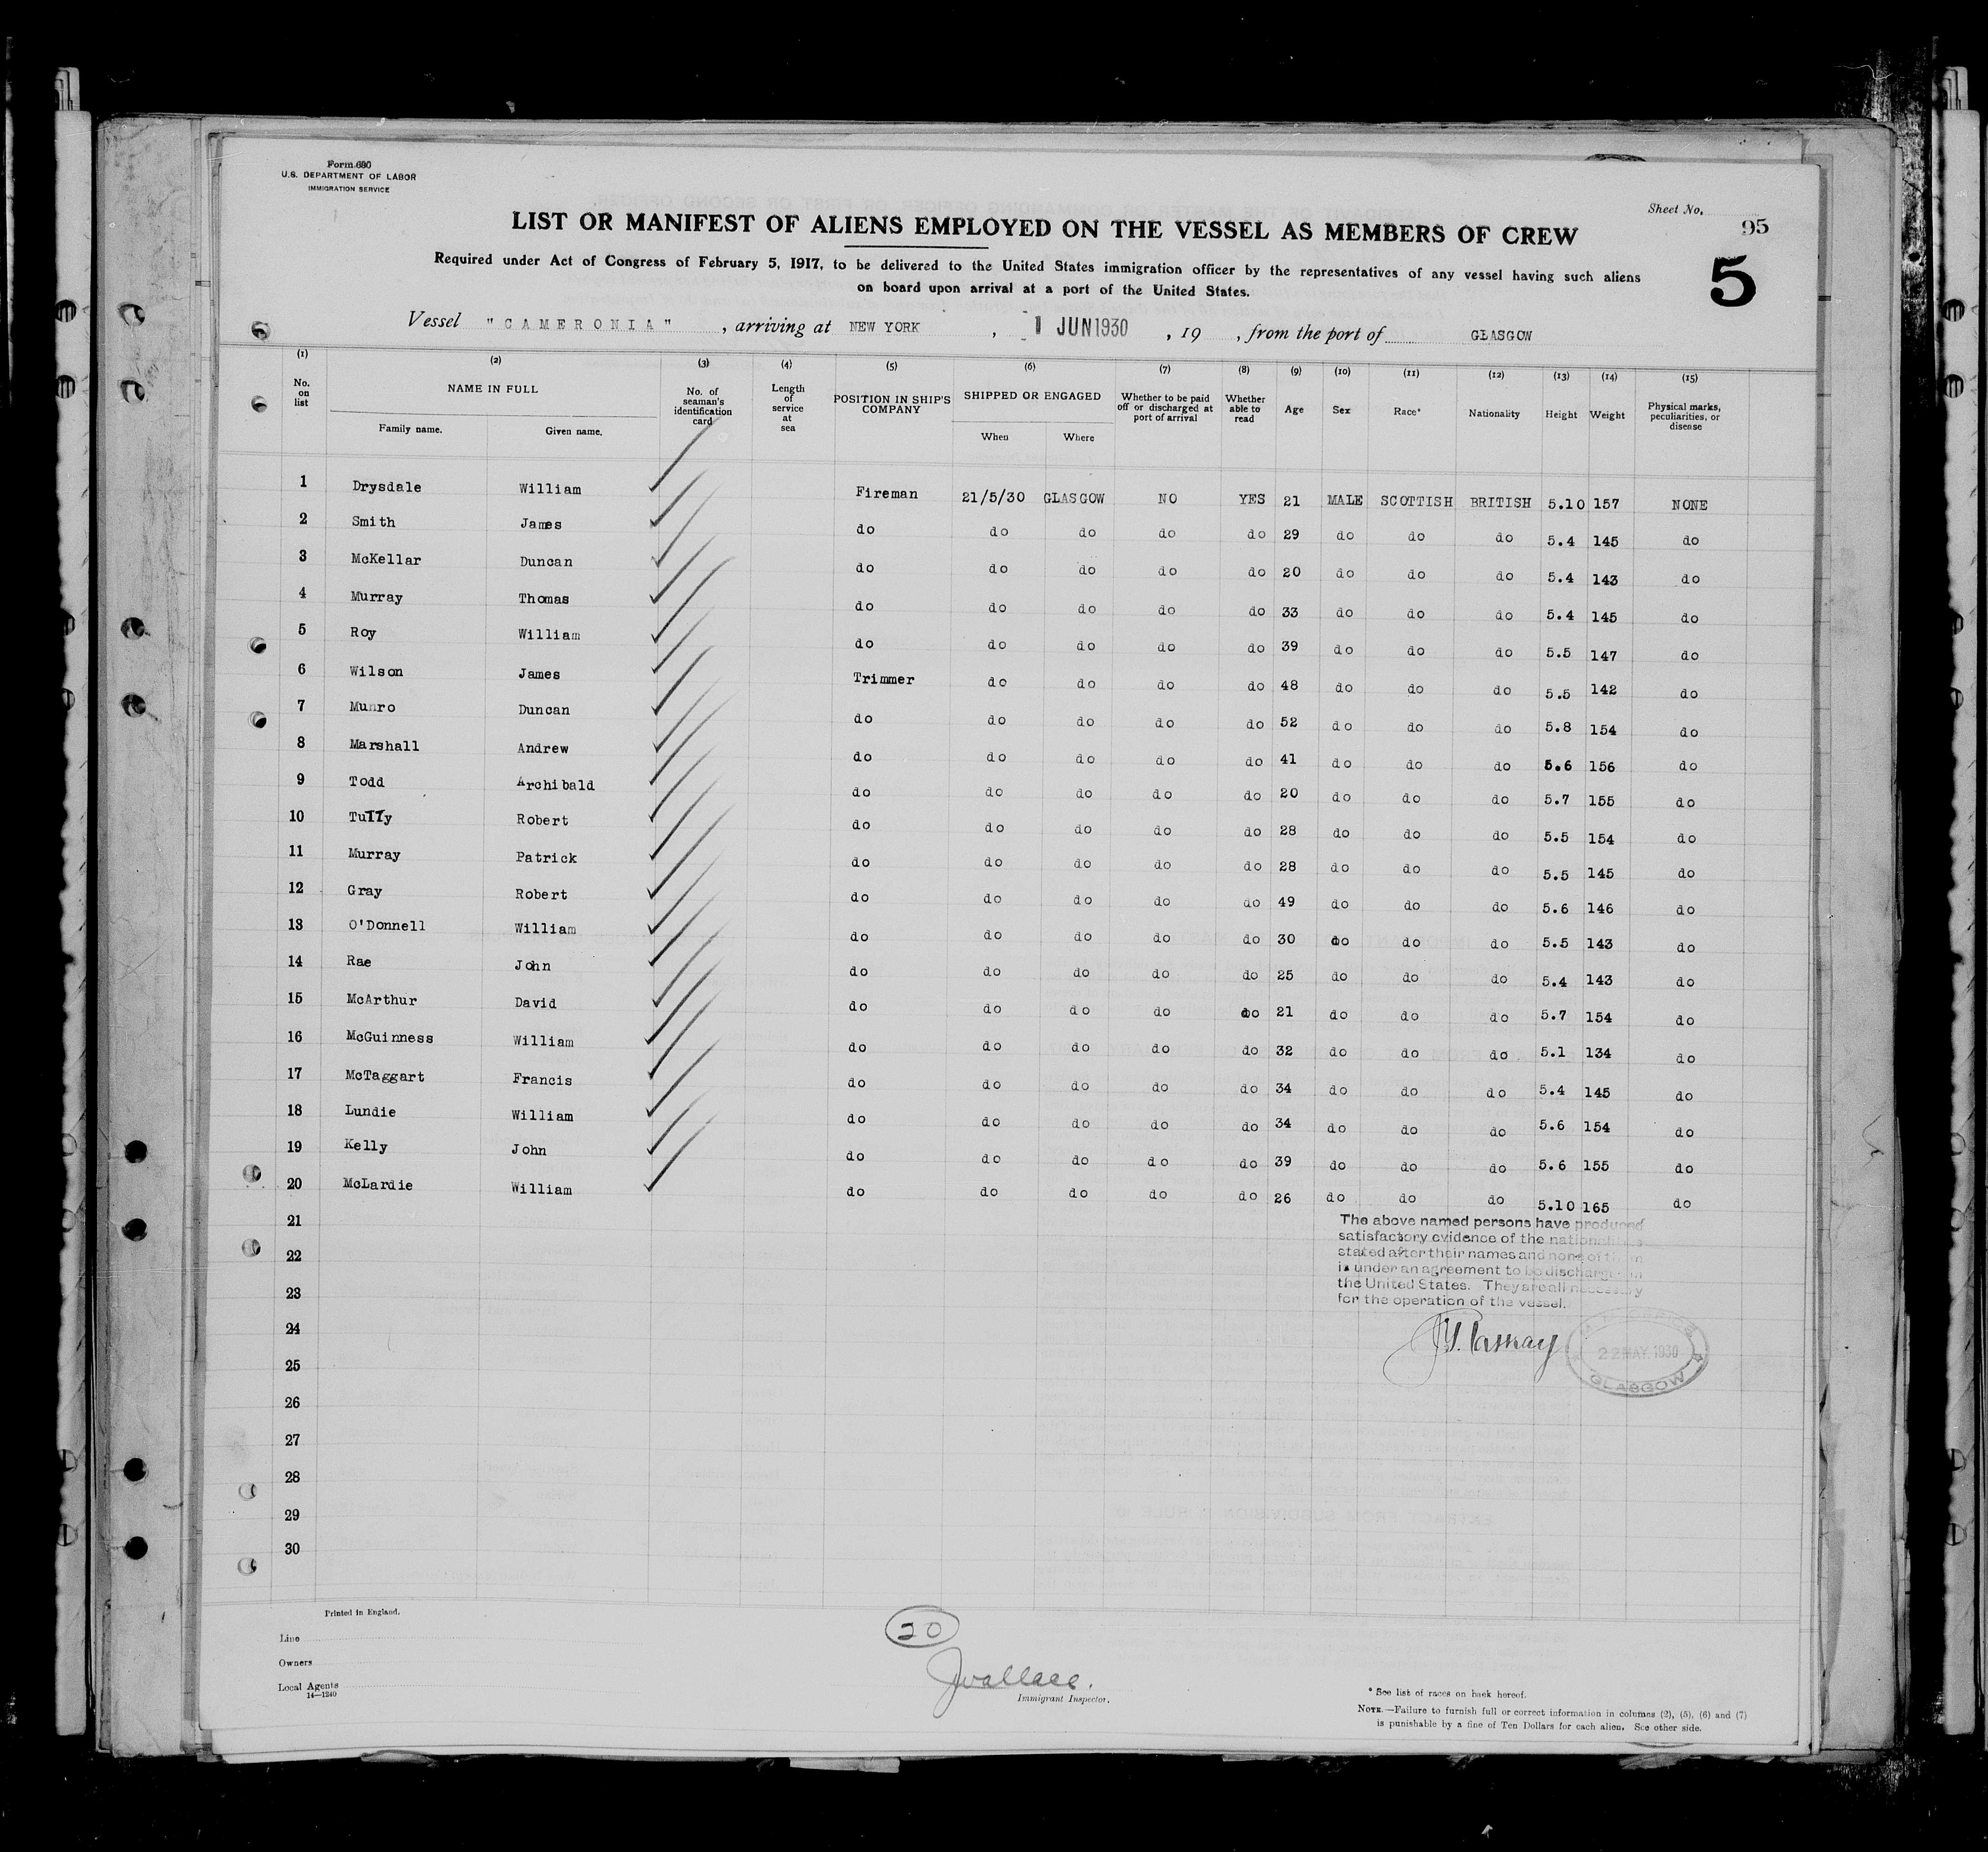 Form 680
U.S. DEPARTMENT OF LABOR
IMMIGRATION SERVICE
Sheet No.
95
LIST OR MANIFEST OF ALIENS EMPLOYED ON THE VESSEL AS MEMBERS OF CREW
5
Required under Act of Congress of February 5, 1917, to be delivered to the United States immigration officer by the representatives of any vessel having such aliens
on board upon arrival at a port of the United States.
Vessel "CAMERONIA", arriving at NEW YORK, 1 JUN 1930, 19 , from the port of GLASGOW
(1) (2) (3) (4) (5) (6) (7) (8) (9) (10) (11) (12) (13) (14) (15)
No. on list NAME IN FULL Family name. Given name. No. of seaman's identification card Length of service at sea POSITION IN SHIP'S COMPANY SHIPPED OR ENGAGED When Where Whether to be paid off or discharged at port of arrival Whether able to read Age Sex Race* Nationality Height Weight Physical marks, peculiarities, or disease
1 Drysdale William Fireman 21/5/30 GLASGOW NO YES 21 MALE SCOTTISH BRITISH 5.10 157 NONE
2 Smith James do do do do do 29 do do do 5.4 145 do
3 McKellar Duncan do do do do do 20 do do do 5.4 143 do
4 Murray Thomas do do do do do 33 do do do 5.4 145 do
5 Roy William do do do do do 39 do do do 5.5 147 do
6 Wilson James Trimmer do do do do 48 do do do 5.5 142 do
7 Munro Duncan do do do do do 52 do do do 5.8 154 do
8 Marshall Andrew do do do do do 41 do do do 5.6 156 do
9 Todd Archibald do do do do do 20 do do do 5.7 155 do
10 Robert do do do do do 28 do do do 5.5 154 do
11 Murray Patrick do do do do do 28 do do do 5.5 145 do
12 Gray Robert do do do do do 49 do do do 5.6 146 do
13 O'Donnell William do do do do do 30 do do do 5.5 143 do
14 Rae John do do do do do 25 do do do 5.4 143 do
15 McArthur David do do do do do 21 do do do 5.7 154 do
16 McGuinness William do do do do do 32 do do do 5.1 134 do
17 McTaggart Francis do do do do do 34 do do do 5.4 145 do
18 Lundie William do do do do do 34 do do do 5.6 154 do
19 Kelly John do do do do do 39 do do do 5.6 155 do
20 McLardie William do do do do do 26 do do do 5.10 165 do
21
22
23
24
25
26
27
28
29
30
The above named persons have produced
satisfactory evidence of the nationalities
stated after their names and none of them
is under an agreement to be discharged in
the United States. They are all necessary
for the operation of the vessel.
22 MAY. 1930
GLASGOW
Printed in England.
Line
Owners
Local Agents
14—1240
20
J Wallace.
Immigrant Inspector.
* See list of races on back hereof.
NOTE.—Failure to furnish full or correct information in columns (2), (5), (6) and (7)
is punishable by a fine of Ten Dollars for each alien. See other side.